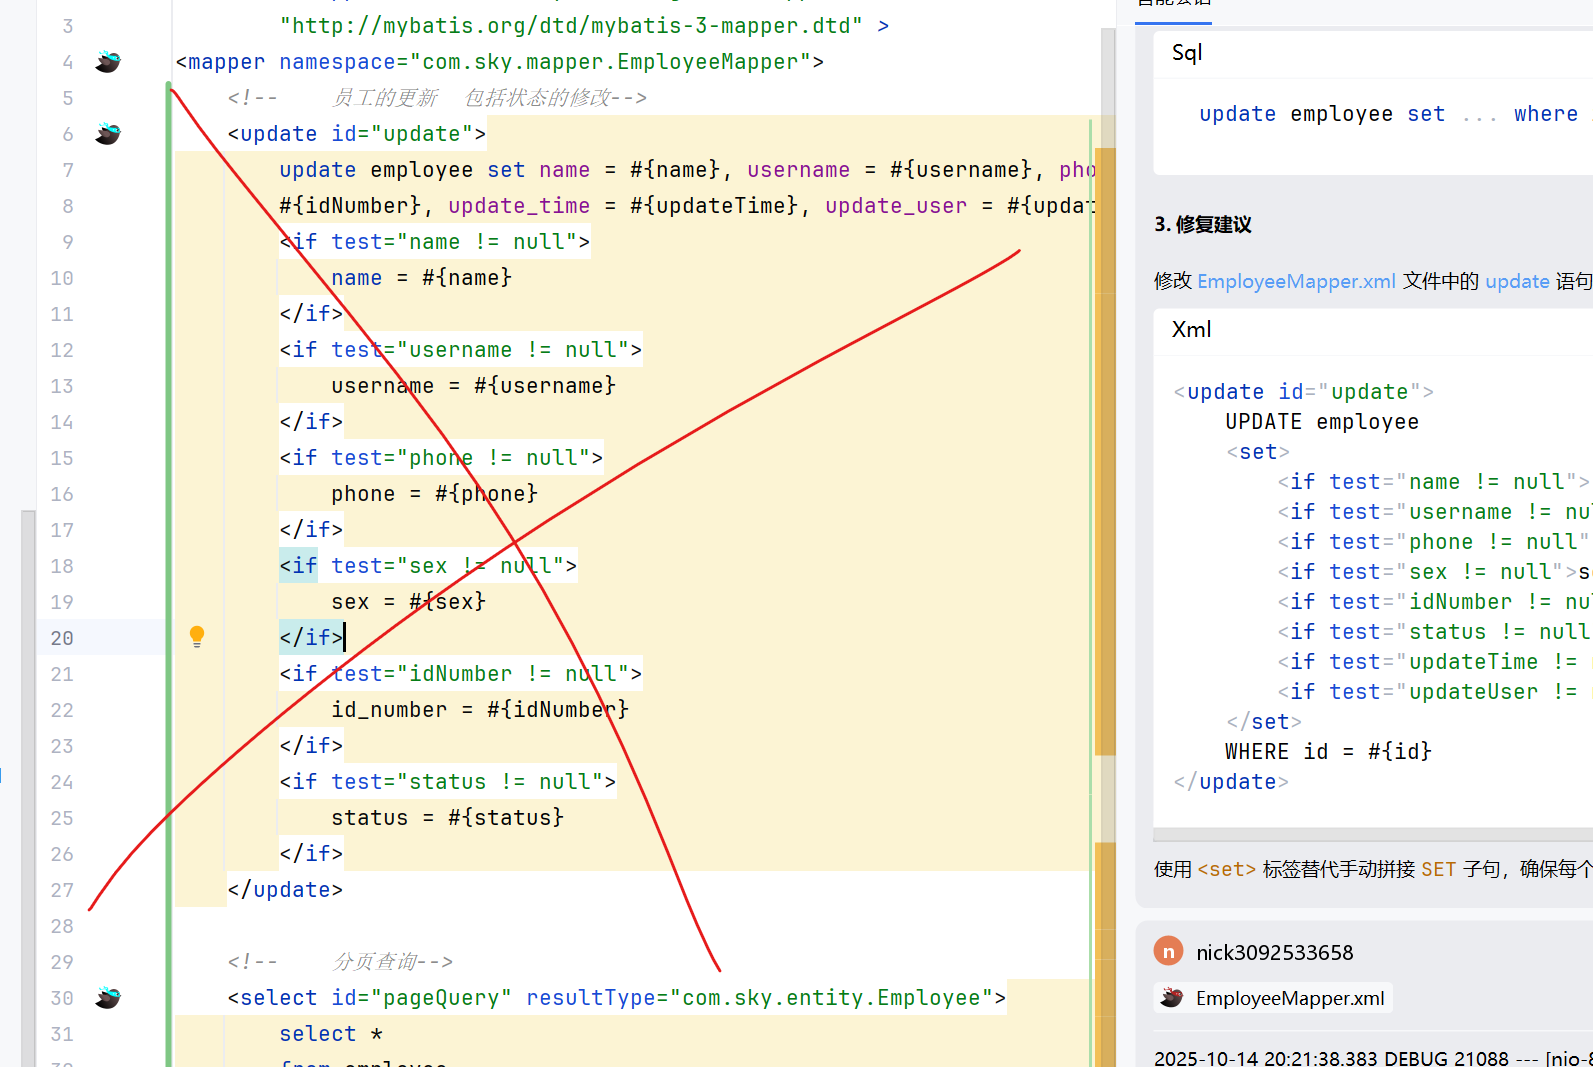 3 "http://mybatis.org/dtd/mybatis-3-mapper.dtd" >
4 <mapper namespace="com.sky.mapper.EmployeeMapper">
5 <!-- 员工的更新 包括状态的修改-->
6 <update id="update">
7 update employee set name = #{name}, username = #{username}, pho
8 #{idNumber}, update_time = #{updateTime}, update_user = #{updat
9 <if test="name != null">
10 name = #{name}
11 </if>
12 <if test="username != null">
13 username = #{username}
14 </if>
15 <if test="phone != null">
16 phone = #{phone}
17 </if>
18 <if test="sex != null">
19 sex = #{sex}
20 </if>
21 <if test="idNumber != null">
22 id_number = #{idNumber}
23 </if>
24 <if test="status != null">
25 status = #{status}
26 </if>
27 </update>
28
29 <!-- 分页查询-->
30 <select id="pageQuery" resultType="com.sky.entity.Employee">
31 select *
from employee
Sql
update employee set ... where
3. 修复建议
修改 EmployeeMapper.xml 文件中的 update 语句
Xml
<update id="update">
UPDATE employee
<set>
<if test="name != null">
<if test="username != nu
<if test="phone != null"
<if test="sex != null">s
<if test="idNumber != nu
<if test="status != null
<if test="updateTime !=
<if test="updateUser !=
</set>
WHERE id = #{id}
</update>
使用 <set> 标签替代手动拼接 SET 子句，确保每个
n nick3092533658
EmployeeMapper.xml
2025-10-14 20:21:38.383 DEBUG 21088 --- [nio-8